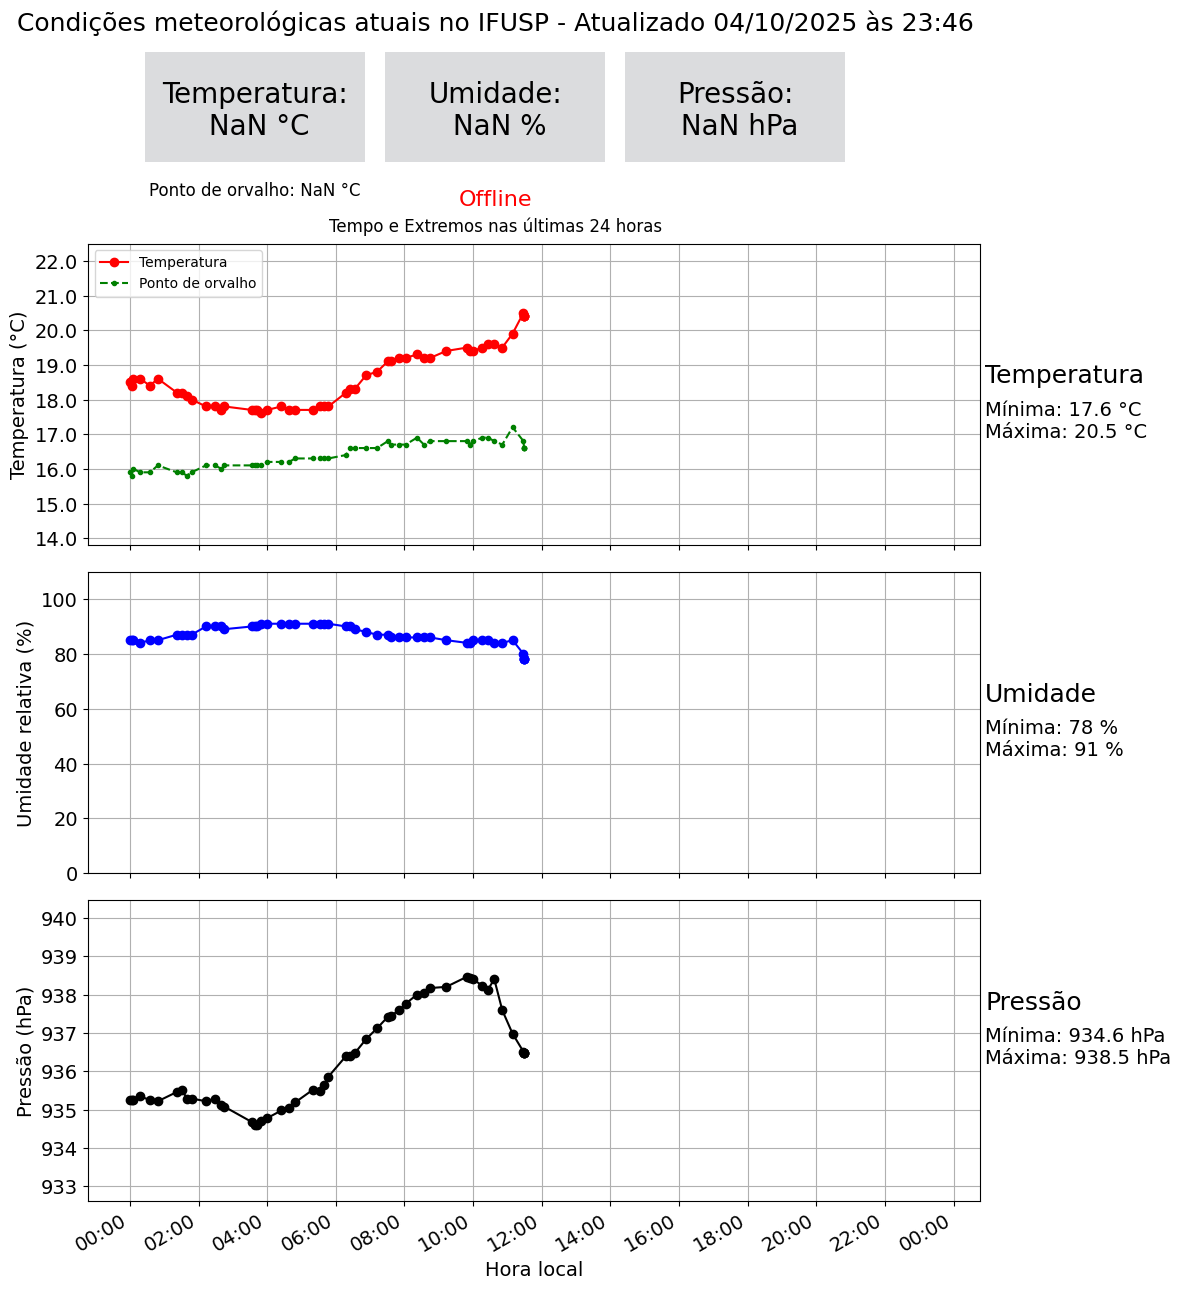 Condições meteorológicas atuais no IFUSP - Atualizado 04/10/2025 às 23:46
Temperatura:
NaN °C
Umidade:
NaN %
Pressão:
NaN hPa
Ponto de orvalho: NaN °C
Offline
Tempo e Extremos nas últimas 24 horas
Temperatura
Ponto de orvalho
Temperatura (°C)
22.0
21.0
20.0
19.0
18.0
17.0
16.0
15.0
14.0
Temperatura
Mínima: 17.6 °C
Máxima: 20.5 °C
Umidade relativa (%)
100
80
60
40
20
0
Umidade
Mínima: 78 %
Máxima: 91 %
Pressão (hPa)
940
939
938
937
936
935
934
933
Pressão
Mínima: 934.6 hPa
Máxima: 938.5 hPa
00:00 02:00 04:00 06:00 08:00 10:00 12:00 14:00 16:00 18:00 20:00 22:00 00:00
Hora local